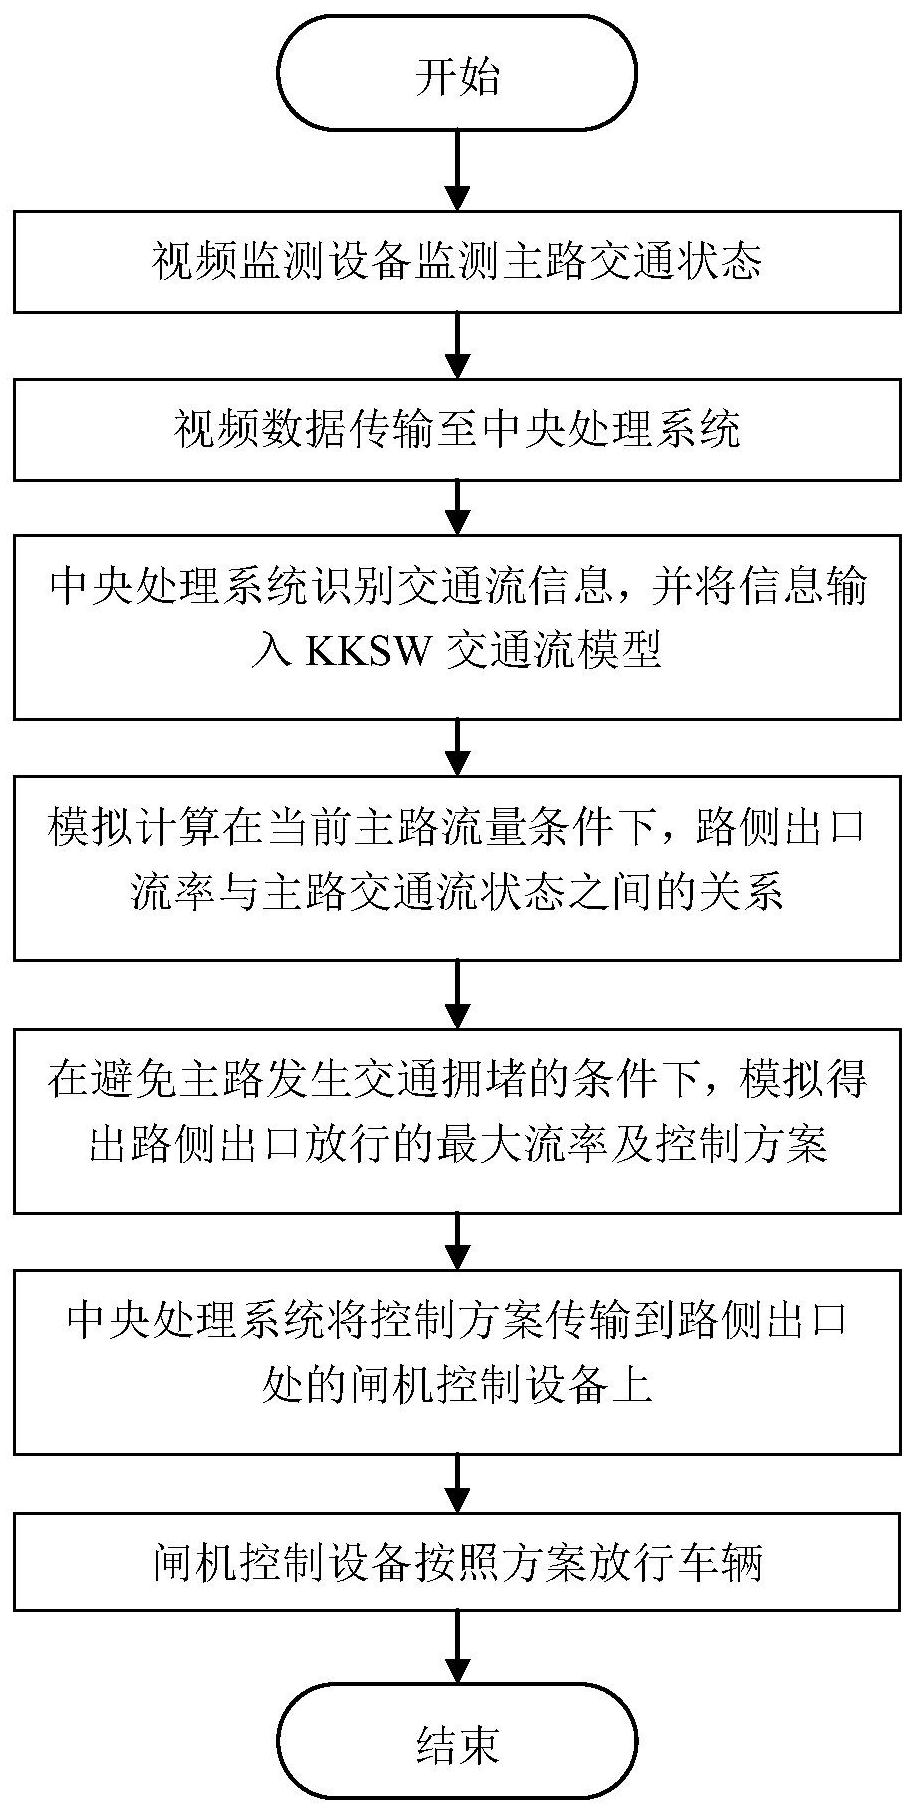 开始
视频监测设备监测主路交通状态
视频数据传输至中央处理系统
中央处理系统识别交通流信息，并将信息输
入 KKSW 交通流模型
模拟计算在当前主路流量条件下，路侧出口
流率与主路交通流状态之间的关系
在避免主路发生交通拥堵的条件下，模拟得
出路侧出口放行的最大流率及控制方案
中央处理系统将控制方案传输到路侧出口
处的闸机控制设备上
闸机控制设备按照方案放行车辆
结束